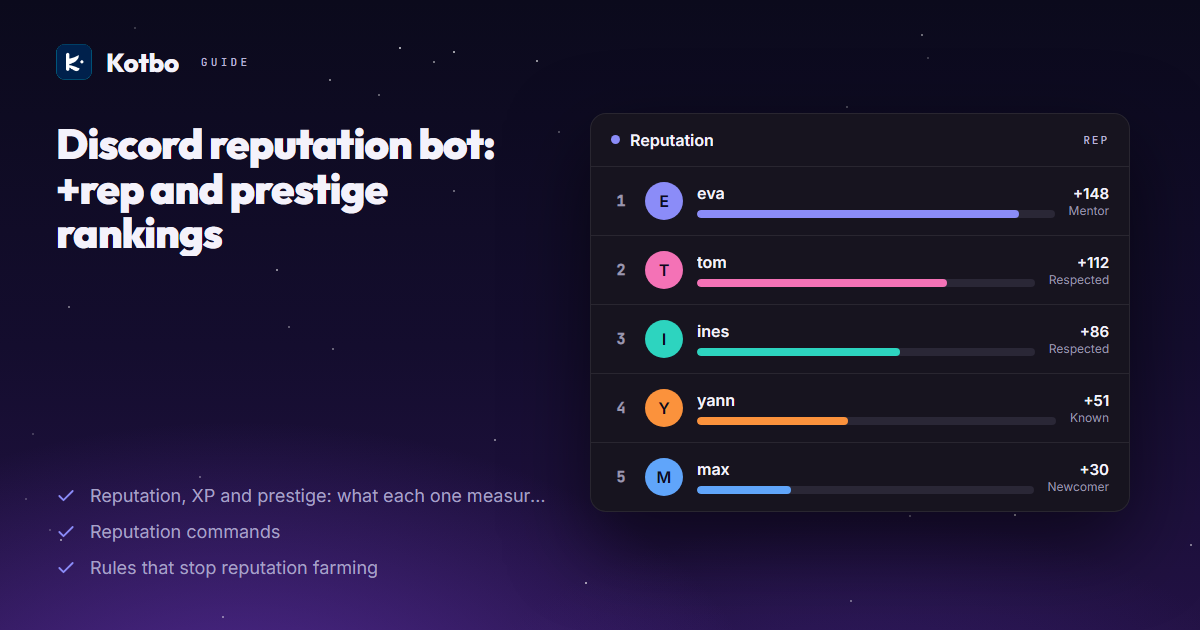 Kotbo GUIDE
Discord reputation bot:
+rep and prestige
rankings
Reputation, XP and prestige: what each one measur...
Reputation commands
Rules that stop reputation farming
Reputation REP
1 E eva +148
Mentor
2 T tom +112
Respected
3 I ines +86
Respected
4 Y yann +51
Known
5 M max +30
Newcomer